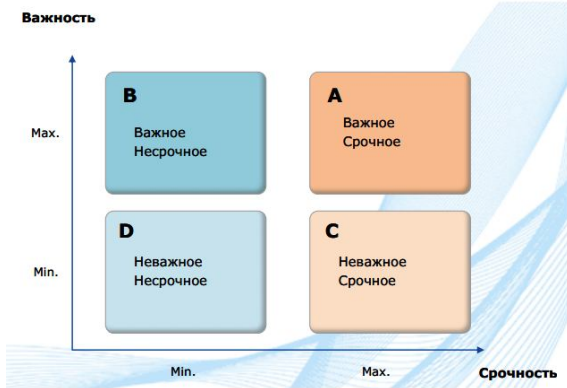 Важность
B
Важное
Несрочное
A
Важное
Срочное
Max.
D
Неважное
Несрочное
C
Неважное
Срочное
Min.
Min.
Max.
Срочность